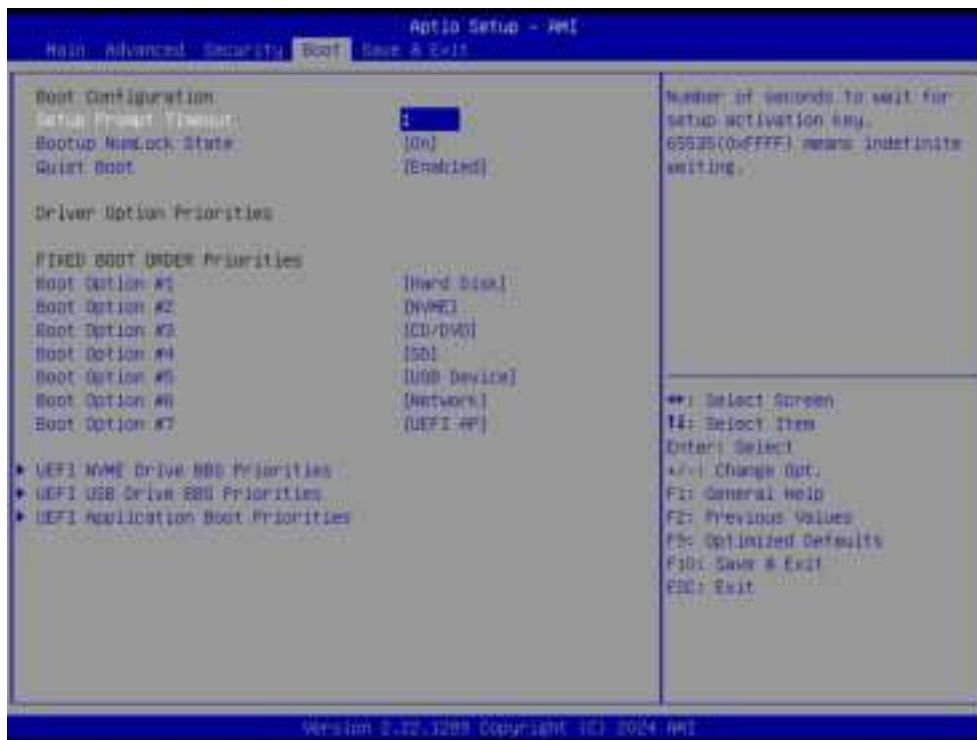 Aptio Setup - AMI
Main Advanced Security Boot Save & Exit
Boot Configuration
Setup Prompt Timeout 1
Bootup NumLock State [On]
Quiet Boot [Enabled]
Driver Option Priorities
FIXED BOOT ORDER Priorities
Boot Option #1 [Hard Disk]
Boot Option #2 [NVME]
Boot Option #3 [CD/DVD]
Boot Option #4 [SD]
Boot Option #5 [USB Device]
Boot Option #6 [Network]
Boot Option #7 [UEFI AP]
UEFI NVME Drive BBS Priorities
UEFI USB Drive BBS Priorities
UEFI Application Boot Priorities
Number of seconds to wait for
setup activation key.
65535(0xFFFF) means indefinite
waiting.
↔: Select Screen
↑↓: Select Item
Enter: Select
+/-: Change Opt.
F1: General Help
F2: Previous Values
F9: Optimized Defaults
F10: Save & Exit
ESC: Exit
Version 2.22.1289 Copyright (C) 2024 AMI